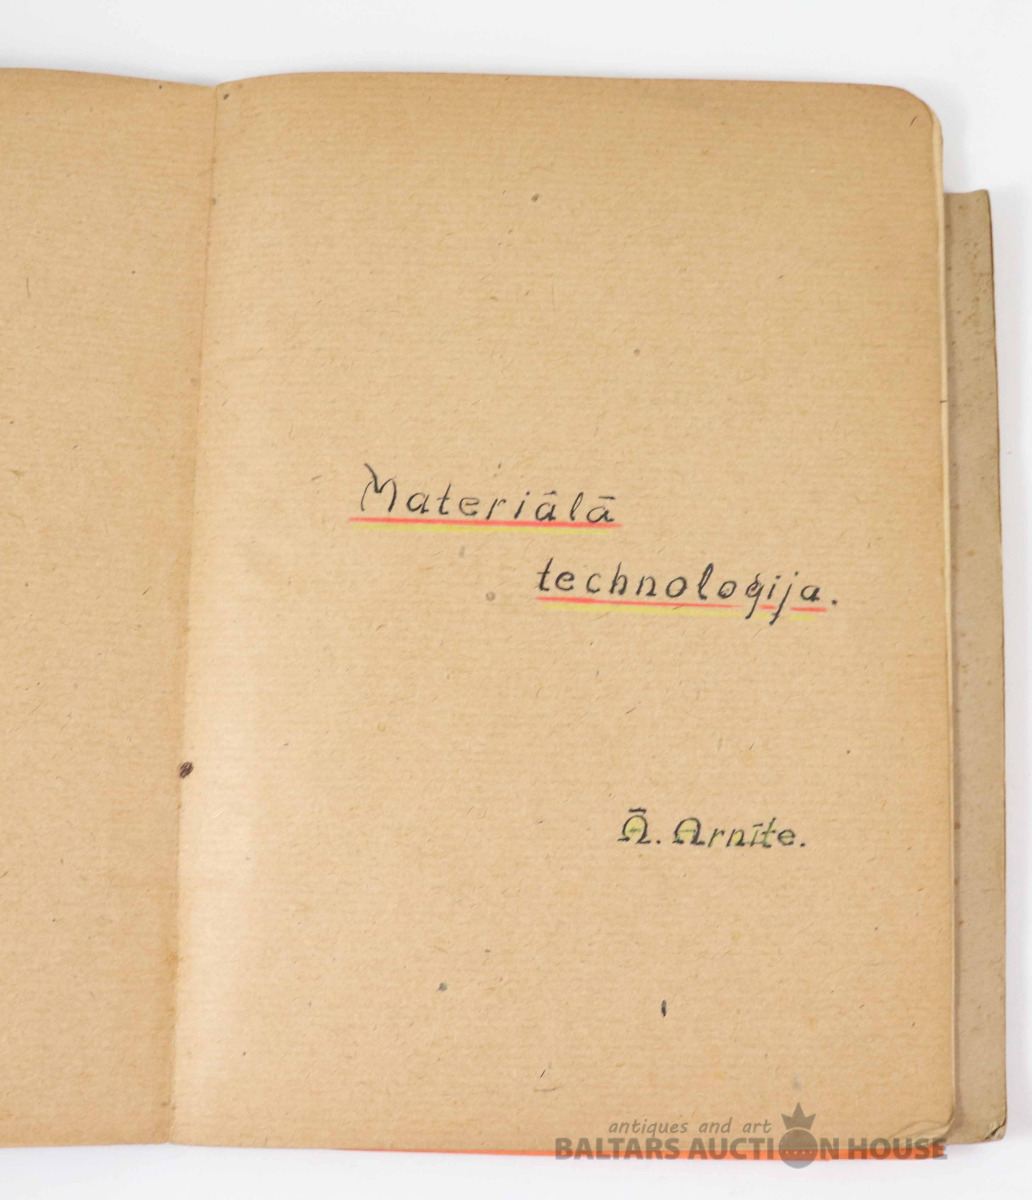 Materiālā
technoloģija.
Ā. Arnīte.
antiques and art
BALTARS AUCTION HOUSE